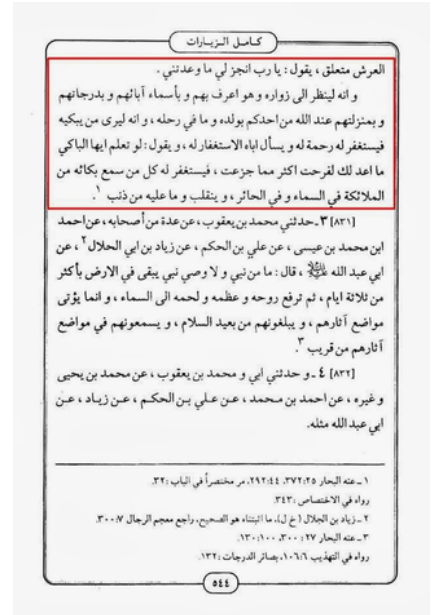 كـامـل الـزيـارات
العرش متعلق ، يقول : يا رب انجز لي ما وعدتني .
و انه لينظر الى زواره و هو اعرف بهم و بأسماء آبائهم و بدرجاتهم
و بمنزلتهم عند الله من احدكم بولده و ما في رحله ، و انه ليرى من يبكيه
فيستغفر له رحمة له و يسأل اباه الاستغفار له ، و يقول : لو تعلم ايها الباكي
ما اعد لك لفرحت اكثر مما جزعت ، فيستغفر له كل من سمع بكائه من
الملائكة في السماء و في الحائر ، و ينقلب و ما عليه من ذنب ١.
[٨٣١] ٣ ـ حدثني محمد بن يعقوب ، عن عدة من أصحابه ، عن احمد
ابن محمد بن عيسى ، عن علي بن الحكم ، عن زياد بن ابي الحلال ٢ ، عن
ابي عبد الله عليه السلام ، قال : ما من نبي و لا وصي نبي يبقى في الارض بأكثر
من ثلاثة ايام ، ثم ترفع روحه و عظمه و لحمه الى السماء ، و انما يؤتى
مواضع آثارهم ، و يبلغونهم من بعيد السلام ، و يسمعونهم في مواضع
آثارهم من قريب ٣.
[٨٣٢] ٤ ـ و حدثني ابي و محمد بن يعقوب ، عن محمد بن يحيى
و غيره ، عن احمد بن محمد ، عن علي بن الحكم ، عن زياد ، عن
ابي عبد الله مثله.
١ ـ عنه البحار ٣٧٢:٢٥، ٢٩٢:٤٤، مر مختصراً في الباب : ٣٢.
رواه في الاختصاص : ٣٤٣.
٢ ـ زياد بن الجلال ( خ ل)، ما اثبتناه هو الصحيح، راجع معجم الرجال ٣٠٠:٧.
٣ ـ عنه البحار ٢٧ : ٣٠٠، ١٣٠:١٠٠.
رواه في التهذيب ١٠٦:٦، بصائر الدرجات : ١٣٢.
٥٤٤